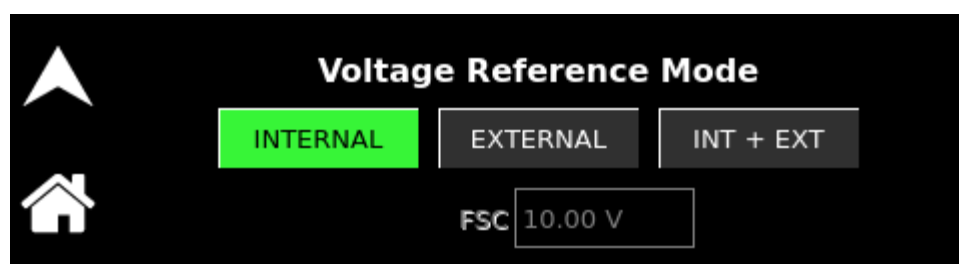 Voltage Reference Mode
INTERNAL EXTERNAL INT + EXT
FSC 10.00 V